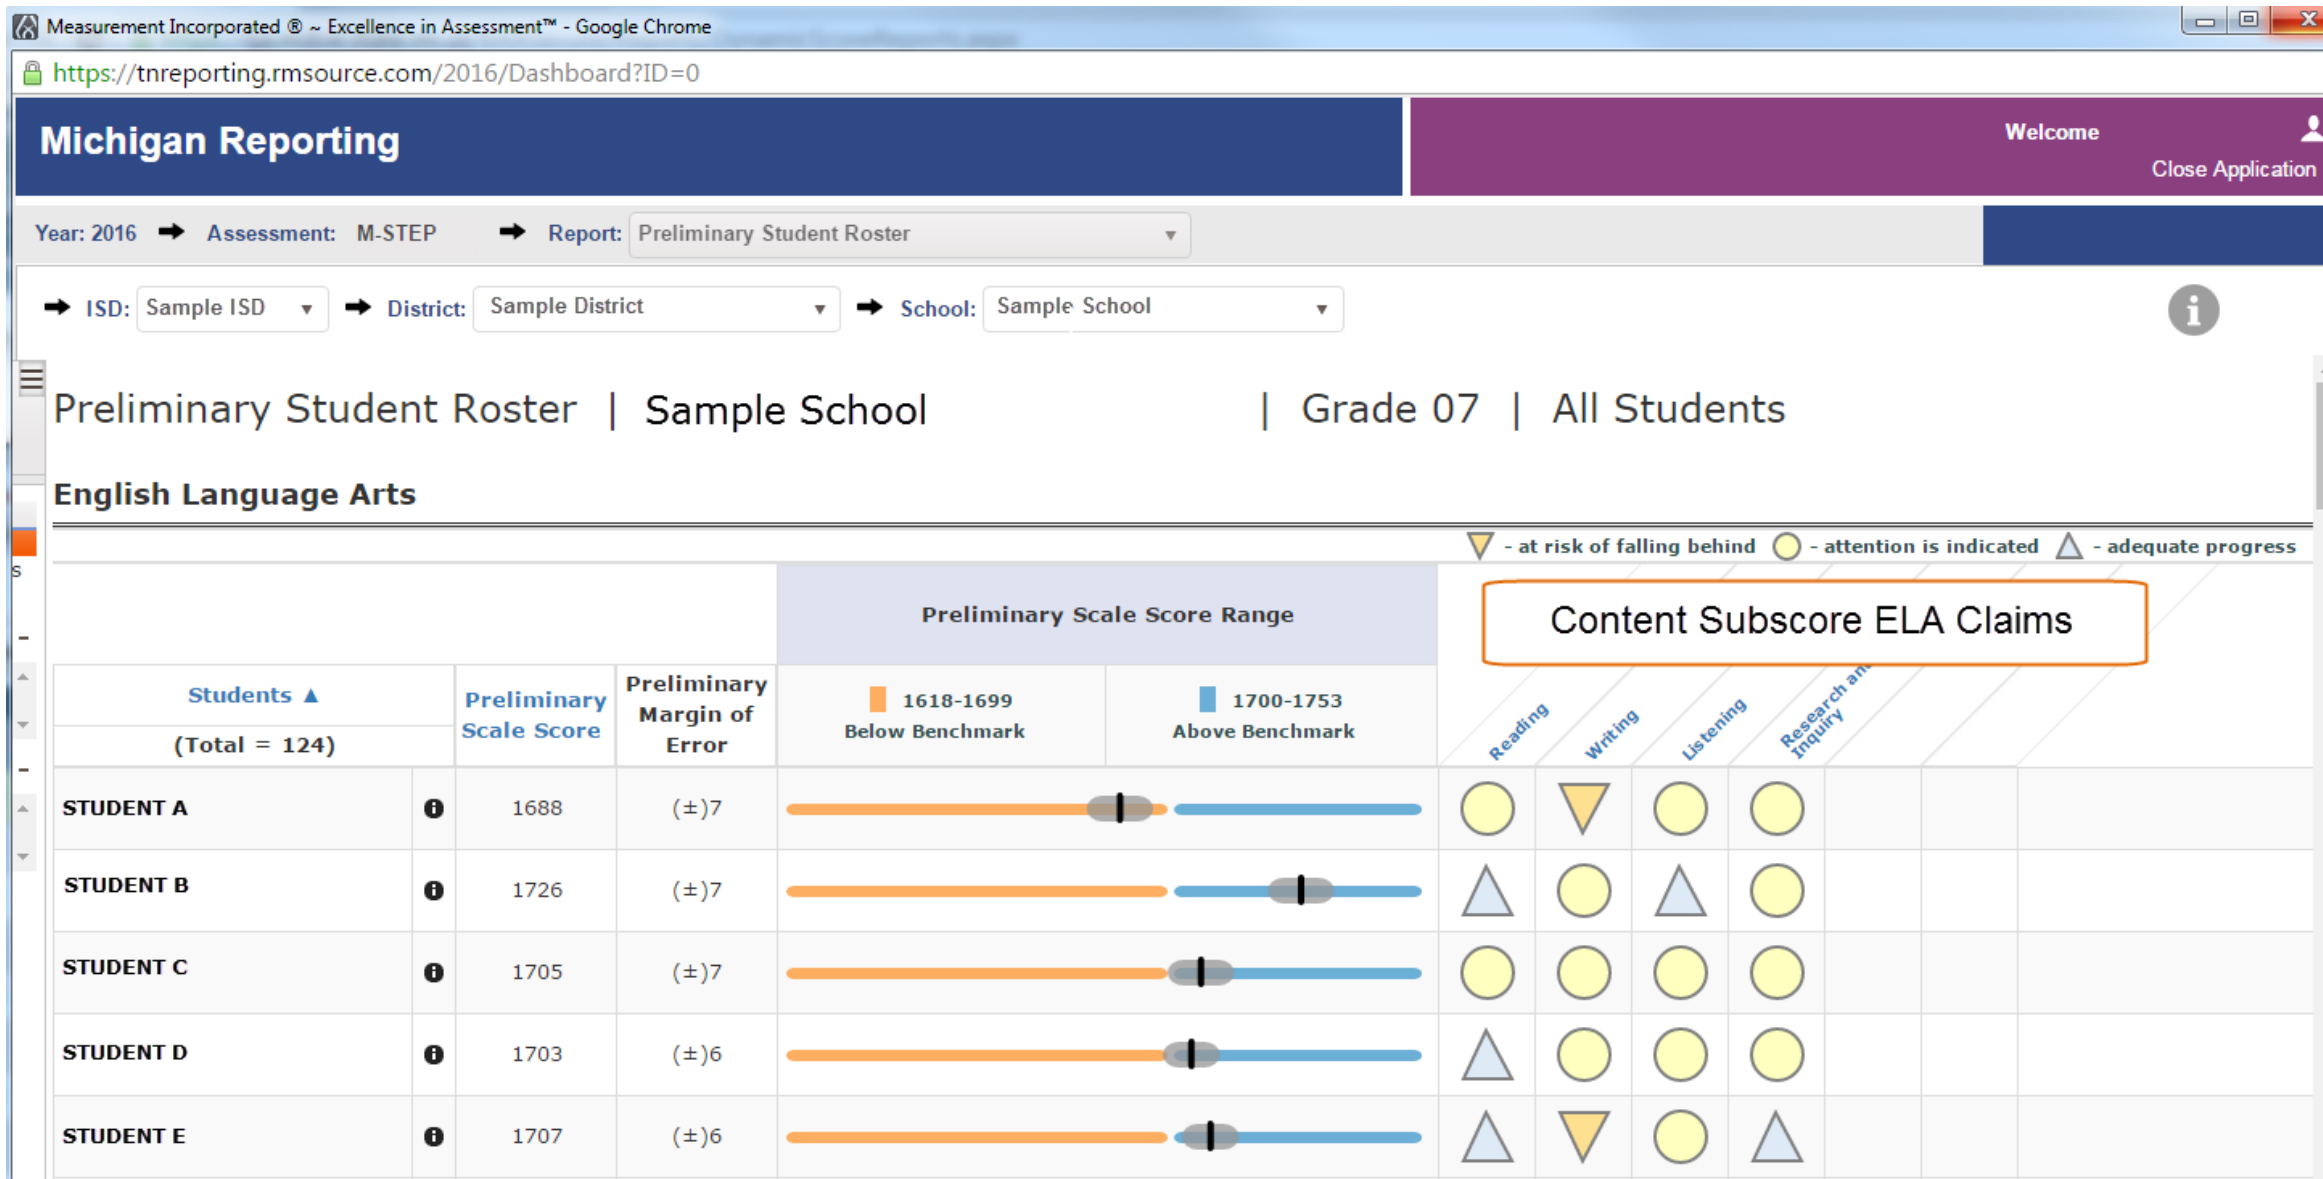 Measurement Incorporated ® ~ Excellence in Assessment™ - Google Chrome
https://tnreporting.rmsource.com/2016/Dashboard?ID=0
Michigan Reporting
Welcome
Close Application
Year: 2016 Assessment: M-STEP Report: Preliminary Student Roster
ISD: Sample ISD District: Sample District School: Sample School
Preliminary Student Roster | Sample School | Grade 07 | All Students
English Language Arts
- at risk of falling behind - attention is indicated - adequate progress
Preliminary Scale Score Range
Content Subscore ELA Claims
Students ▲
(Total = 124)
Preliminary
Scale Score
Preliminary
Margin of
Error
1618-1699
Below Benchmark
1700-1753
Above Benchmark
Reading
Writing
Listening
Research and
Inquiry
STUDENT A 1688 (±)7
STUDENT B 1726 (±)7
STUDENT C 1705 (±)7
STUDENT D 1703 (±)6
STUDENT E 1707 (±)6